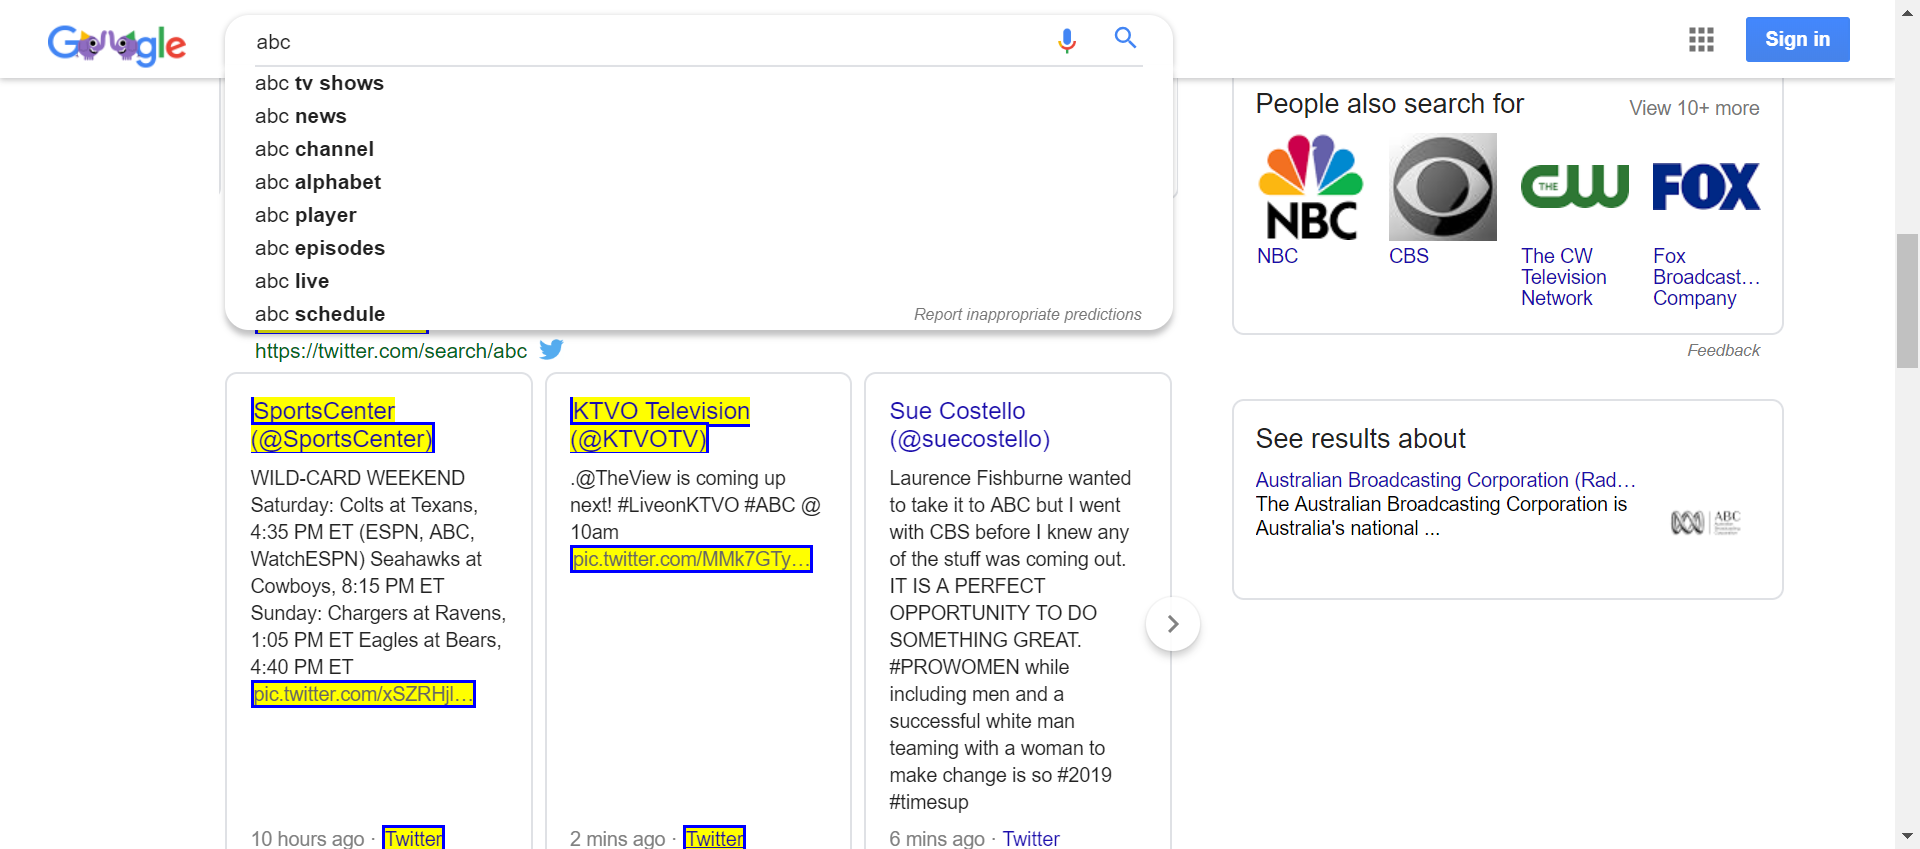 Google
abc
Sign in
abc tv shows
abc news
abc channel
abc alphabet
abc player
abc episodes
abc live
abc schedule
Report inappropriate predictions
https://twitter.com/search/abc
SportsCenter
(@SportsCenter)
WILD-CARD WEEKEND
Saturday: Colts at Texans,
4:35 PM ET (ESPN, ABC,
WatchESPN) Seahawks at
Cowboys, 8:15 PM ET
Sunday: Chargers at Ravens,
1:05 PM ET Eagles at Bears,
4:40 PM ET
pic.twitter.com/xSZRHjl…
10 hours ago · Twitter
KTVO Television
(@KTVOTV)
.@TheView is coming up
next! #LiveonKTVO #ABC @
10am
pic.twitter.com/MMk7GTy…
2 mins ago · Twitter
Sue Costello
(@suecostello)
Laurence Fishburne wanted
to take it to ABC but I went
with CBS before I knew any
of the stuff was coming out.
IT IS A PERFECT
OPPORTUNITY TO DO
SOMETHING GREAT.
#PROWOMEN while
including men and a
successful white man
teaming with a woman to
make change is so #2019
#timesup
6 mins ago · Twitter
People also search for
View 10+ more
NBC
THE CW
FOX
NBC
CBS
The CW
Television
Network
Fox
Broadcast…
Company
Feedback
See results about
Australian Broadcasting Corporation (Rad…
The Australian Broadcasting Corporation is
Australia's national ...
ABC